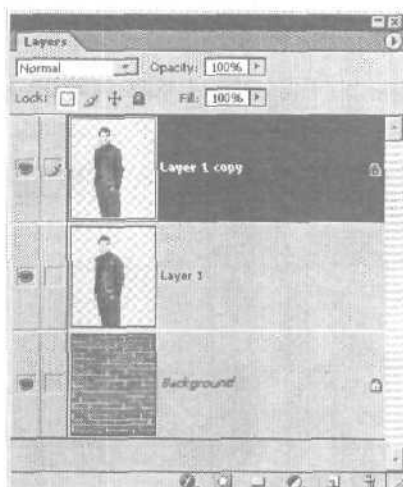 Layers
Normal Opacity: 100%
Lock: Fill: 100%
Layer 1 copy
Layer 1
Background